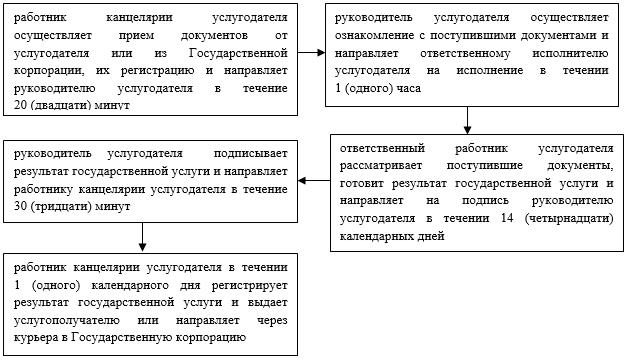 работник канцелярии услугодателя
осуществляет прием документов от
услугодателя или из Государственной
корпорации, их регистрацию и направляет
руководителю услугодателя в течение
20 (двадцати) минут
руководитель услугодателя осуществляет
ознакомление с поступившими документами и
направляет ответственному исполнителю
услугодателя на исполнение в течении
1 (одного) часа
ответственный работник услугодателя
рассматривает поступившие документы,
готовит результат государственной услуги и
направляет на подпись руководителю
услугодателя в течении 14 (четырнадцати)
календарных дней
руководитель услугодателя подписывает
результат государственной услуги и направляет
работнику канцелярии услугодателя в течение
30 (тридцати) минут
работник канцелярии услугодателя в течении
1 (одного) календарного дня регистрирует
результат государственной услуги и выдает
услугополучателю или направляет через
курьера в Государственную корпорацию